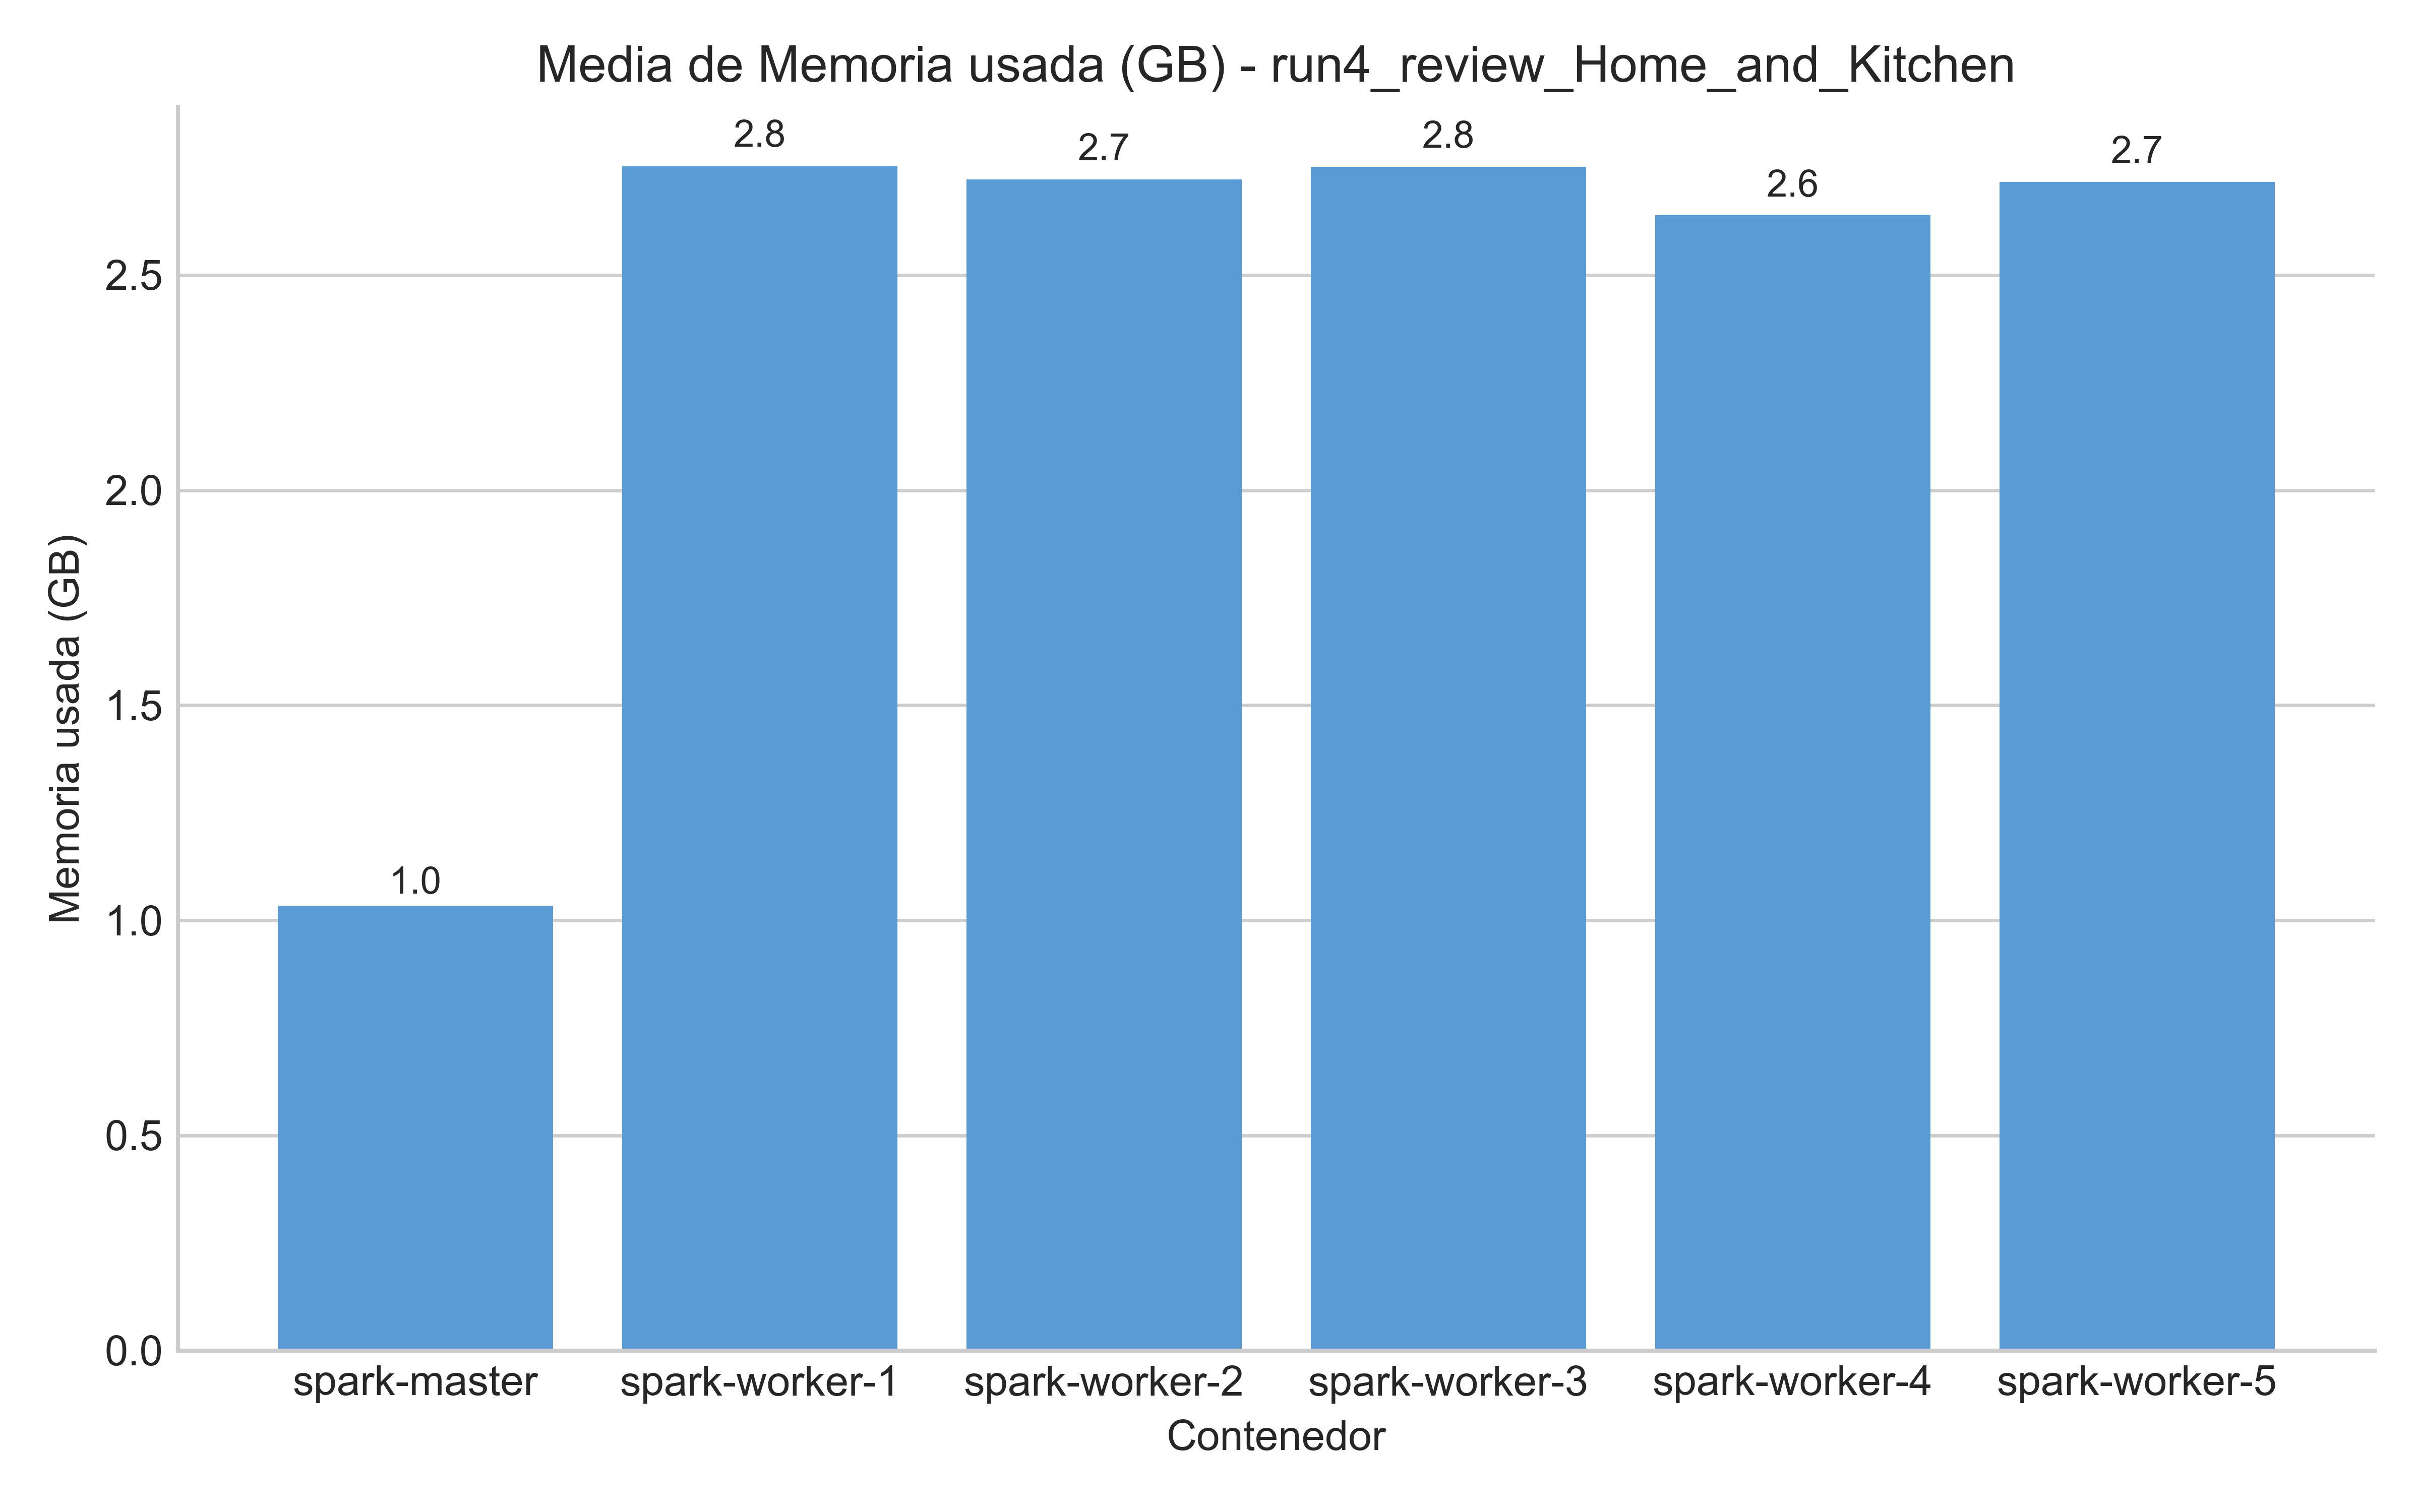 Media de Memoria usada (GB) - run4_review_Home_and_Kitchen
2.8
2.7
2.8
2.6
2.7
1.0
Memoria usada (GB)
2.5
2.0
1.5
1.0
0.5
0.0
spark-master
spark-worker-1
spark-worker-2
spark-worker-3
spark-worker-4
spark-worker-5
Contenedor